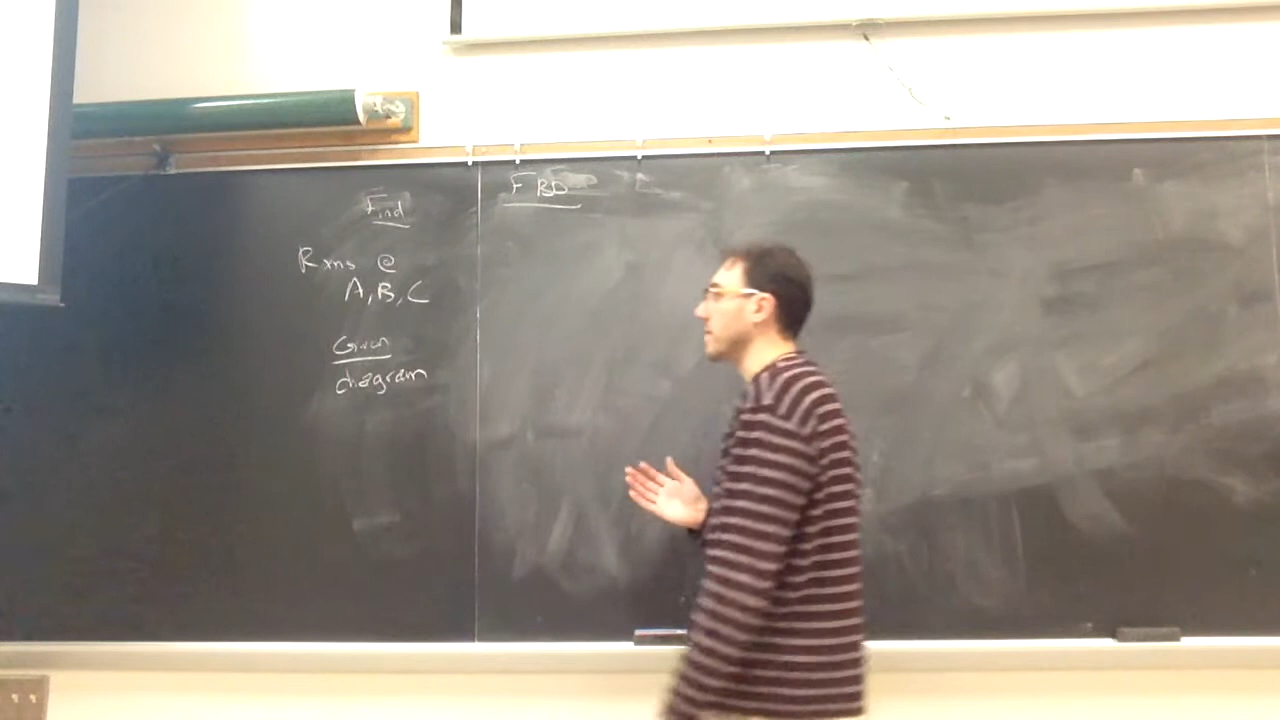 Find
Rxns @
A, B, C
Given
diagram
FBD